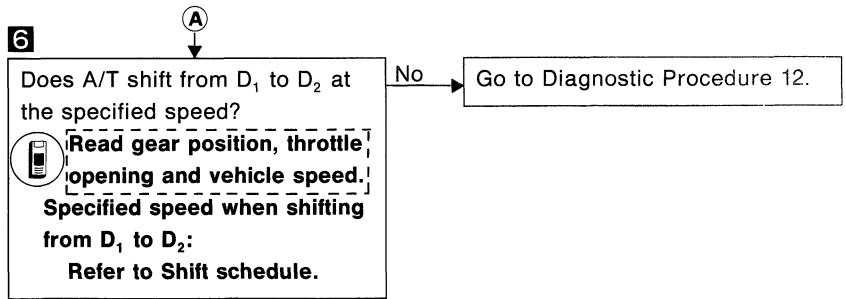 A
6
Does A/T shift from D₁ to D₂ at
the specified speed?
Read gear position, throttle
opening and vehicle speed.
Specified speed when shifting
from D₁ to D₂:
Refer to Shift schedule.
No
Go to Diagnostic Procedure 12.